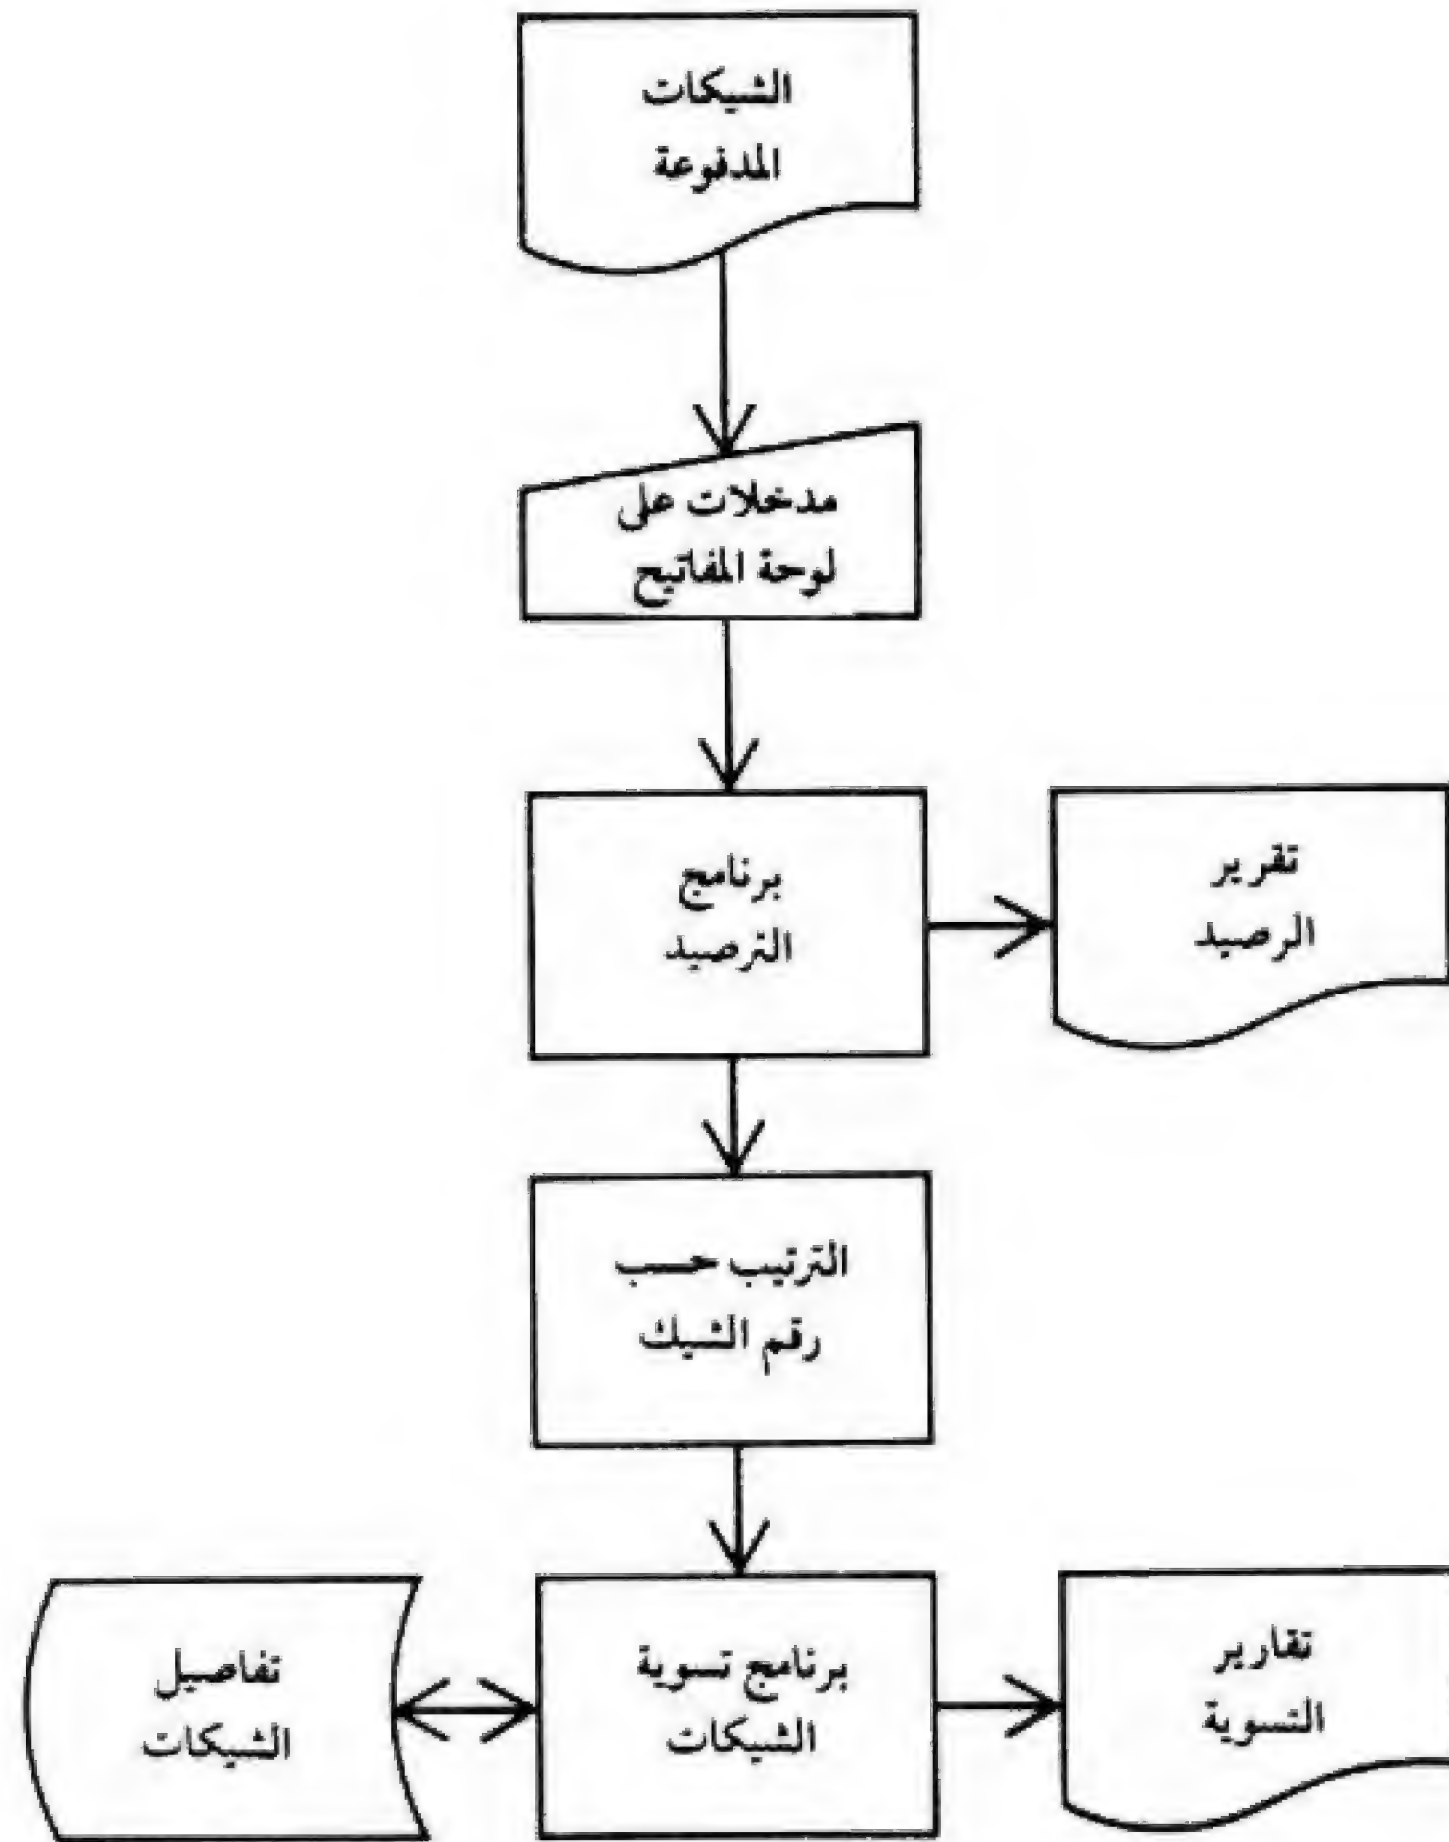 الشيكات
المدفوعة
مدخلات على
لوحة المفاتيح
برنامج
الترصيد
تقرير
الرصيد
الترتيب حسب
رقم الشيك
برنامج تسوية
الشيكات
تقارير
التسوية
تفاصيل
الشيكات